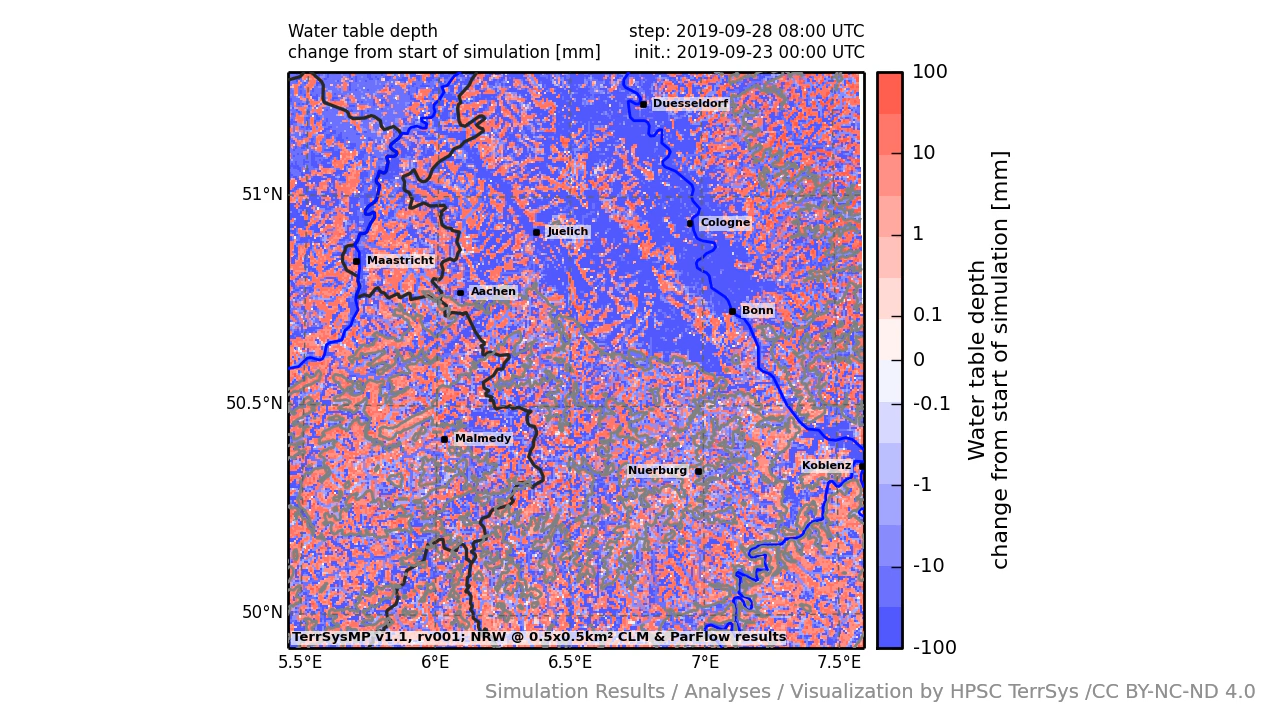 Water table depth
change from start of simulation [mm]
step: 2019-09-28 08:00 UTC
init.: 2019-09-23 00:00 UTC
51°N
50.5°N
50°N
5.5°E
6°E
6.5°E
7°E
7.5°E
Duesseldorf
Cologne
Juelich
Maastricht
Aachen
Bonn
Malmedy
Koblenz
Nuerburg
TerrSysMP v1.1, rv001; NRW @ 0.5x0.5km² CLM & ParFlow results
100
10
1
0.1
0
-0.1
-1
-10
-100
Water table depth
change from start of simulation [mm]
Simulation Results / Analyses / Visualization by HPSC TerrSys /CC BY-NC-ND 4.0